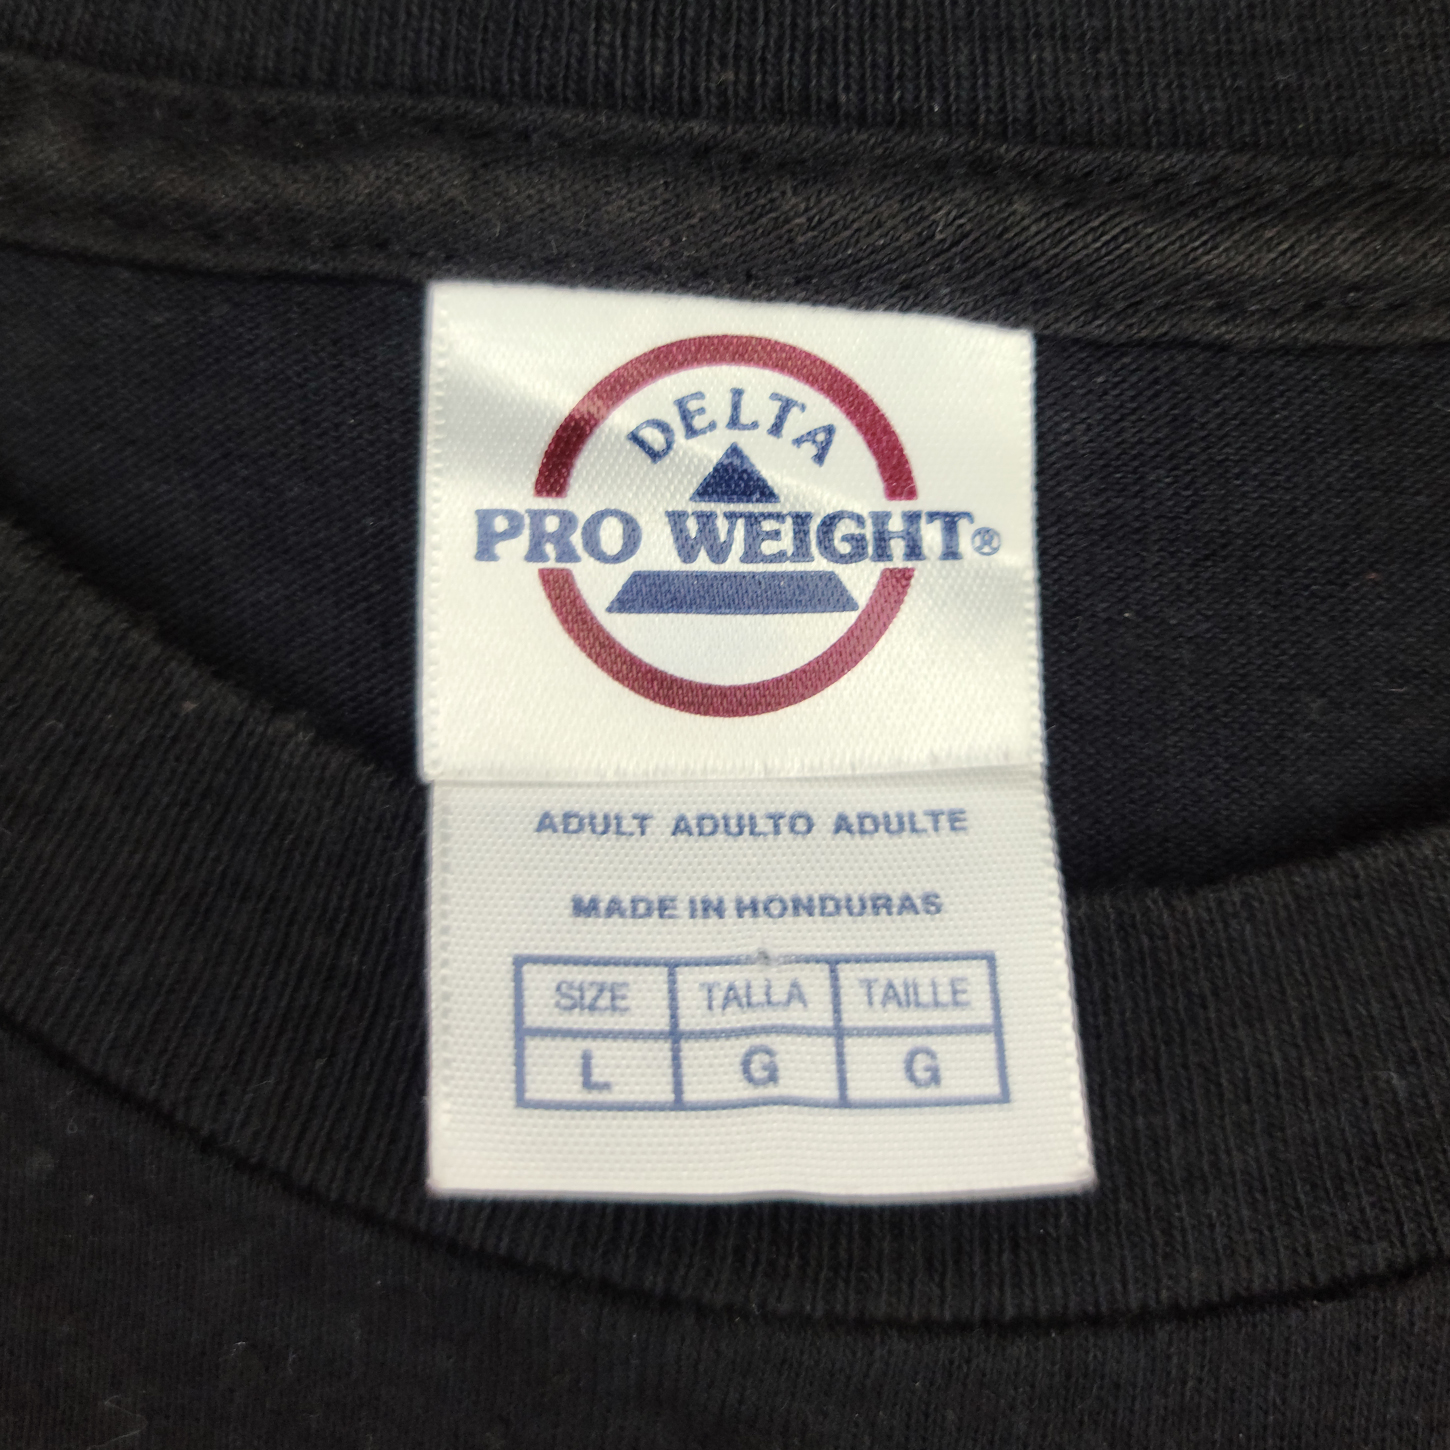 DELTA
PRO WEIGHT®
ADULT ADULTO ADULTE
MADE IN HONDURAS
SIZE TALLA TAILLE
L G G